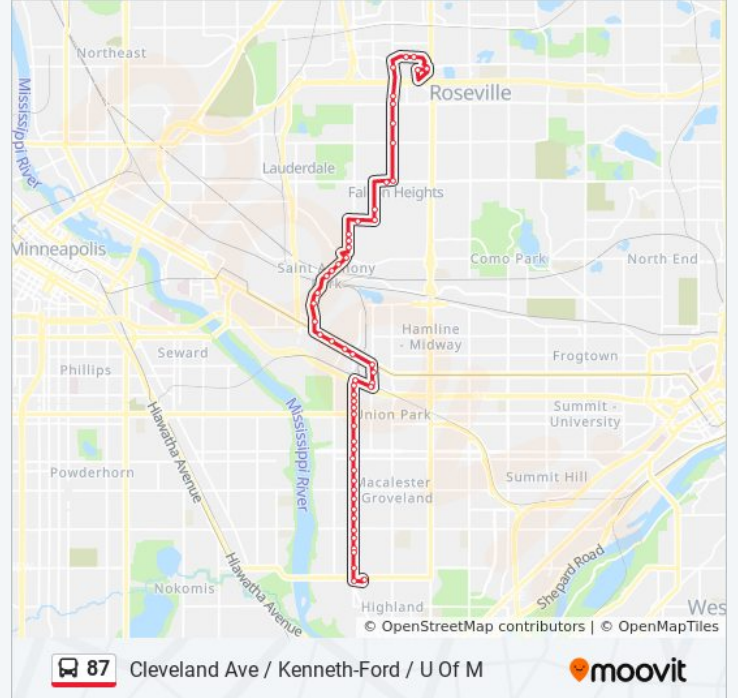 Northeast
Mississippi River
Roseville
Lauderdale
Falcon Heights
Minneapolis
Saint Anthony
Park
Como Park
North End
Hamline
- Midway
Seward
Frogtown
Phillips
Mississippi River
Hiawatha Avenue
Union Park
Summit -
University
Powderhorn
Macalester
Groveland
Summit Hill
Hiawatha Avenue
Shepard Road
Nokomis
Highland
Wes
© OpenStreetMap contributors | © OpenMapTiles
87 Cleveland Ave / Kenneth-Ford / U Of M
moovit